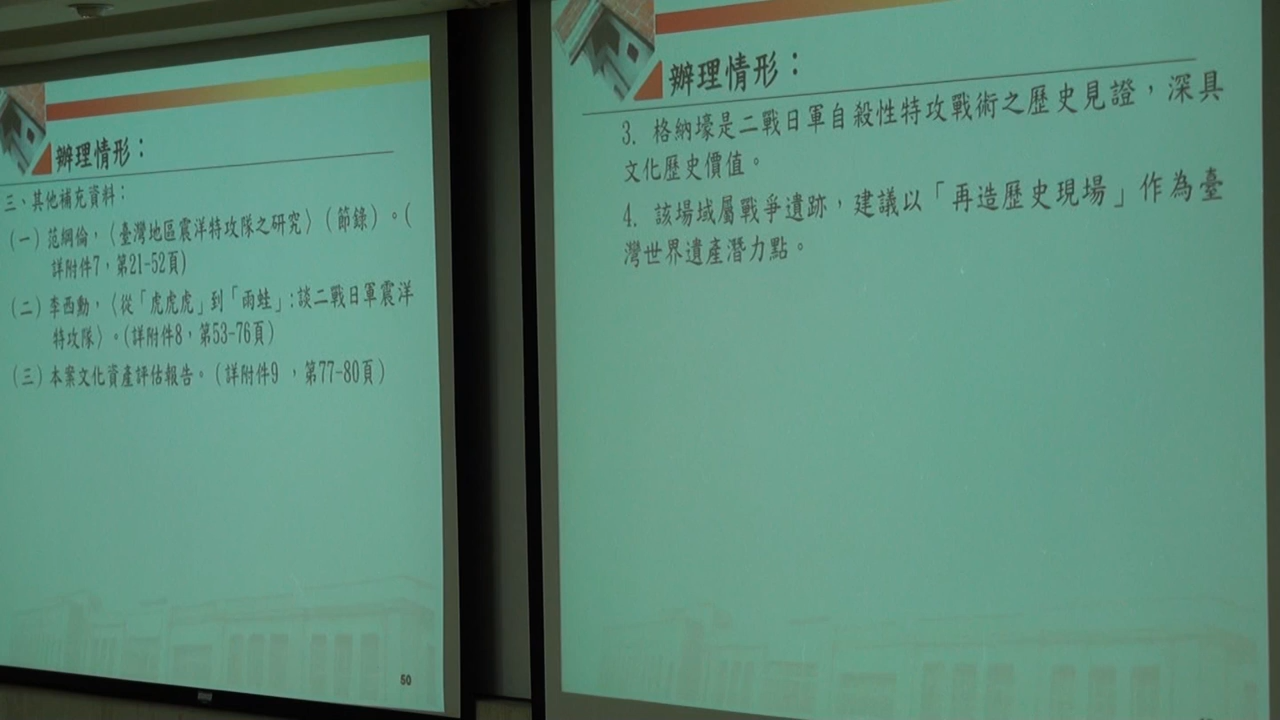 辦理情形：
三、其他補充資料：
（一）范綱倫，〈臺灣地區震洋特攻隊之研究〉（節錄）。（
詳附件7，第21-52頁）
（二）李西勳，〈從「虎虎虎」到「雨蛙」：談二戰日軍震洋
特攻隊〉。（詳附件8，第53-76頁）
（三）本案文化資產評估報告。（詳附件9 ，第77-80頁）
50
辦理情形：
3. 格納壕是二戰日軍自殺性特攻戰術之歷史見證，深具
文化歷史價值。
4. 該場域屬戰爭遺跡，建議以「再造歷史現場」作為臺
灣世界遺產潛力點。